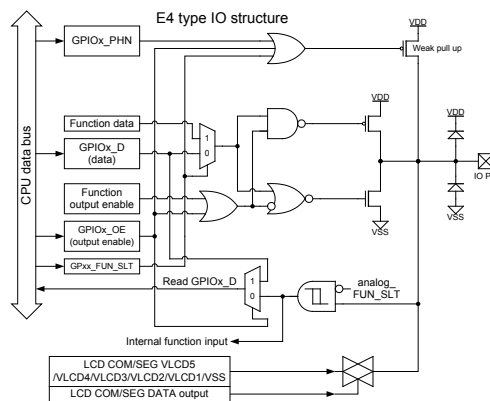 E4 type IO structure
VDD
GPIOx_PHN
Weak pull up
CPU data bus
Function data
GPIOx_D
(data)
1
0
VDD
VDD
IO P
Function
output enable
VSS
VSS
GPIOx_OE
(output enable)
GPxx_FUN_SLT
Read GPIOx_D
1
0
analog_
FUN_SLT
Internal function input
LCD COM/SEG VLCD5
/VLCD4/VLCD3/VLCD2/VLCD1/VSS
LCD COM/SEG DATA output